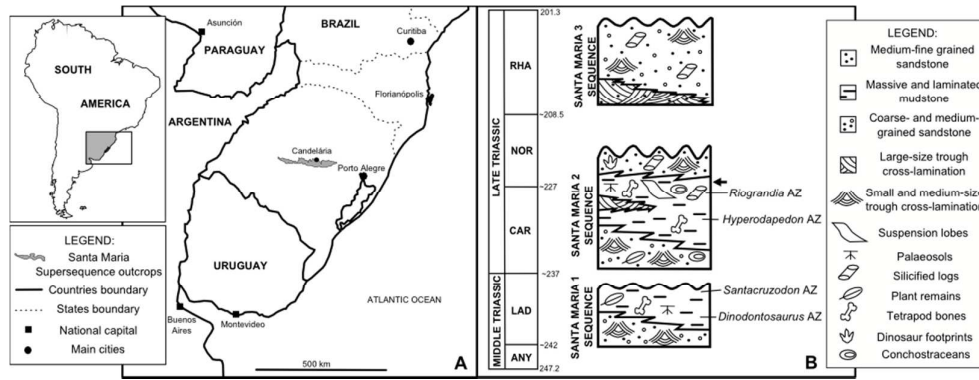 SOUTH
AMERICA
LEGEND:
Santa Maria
Supersequence outcrops
Countries boundary
States boundary
National capital
Main cities
BRAZIL
Asunción
PARAGUAY
Curitiba
Florianópolis
ARGENTINA
Candelária
Porto Alegre
URUGUAY
ATLANTIC OCEAN
Buenos
Aires
Montevideo
500 km
A
LATE TRIASSIC
MIDDLE TRIASSIC
201.3
RHA
208.5
NOR
227
CAR
237
LAD
242
ANY
247.2
SANTA MARIA 3
SEQUENCE
SANTA MARIA 2
SEQUENCE
SANTA MARIA 1
SEQUENCE
Riograndia AZ
Hyperodapedon AZ
Santacruzodon AZ
Dinodontosaurus AZ
B
LEGEND:
Medium-fine grained
sandstone
Massive and laminated
mudstone
Coarse- and medium-
grained sandstone
Large-size trough
cross-lamination
Small and medium-size
trough cross-lamination
Suspension lobes
Palaeosols
Silicified logs
Plant remains
Tetrapod bones
Dinosaur footprints
Conchostraceans